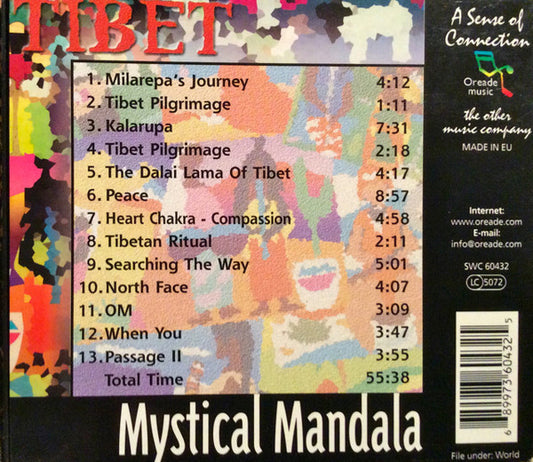 TIBET
1. Milarepa's Journey 4:12
2. Tibet Pilgrimage 1:11
3. Kalarupa 7:31
4. Tibet Pilgrimage 2:18
5. The Dalai Lama Of Tibet 4:17
6. Peace 8:57
7. Heart Chakra - Compassion 4:58
8. Tibetan Ritual 2:11
9. Searching The Way 5:01
10. North Face 4:07
11. OM 3:09
12. When You 3:47
13. Passage II 3:55
Total Time 55:38
Mystical Mandala
A Sense of
Connection
Oreade
music
the other
music company
MADE IN EU
Internet:
www.oreade.com
E-mail:
info@oreade.com
SWC 60432
LC 5072
6 89973 60432 5
File under: World